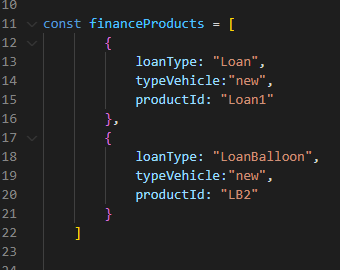 10
11 const financeProducts = [
12 {
13 loanType: "Loan",
14 typeVehicle:"new",
15 productId: "Loan1"
16 },
17 {
18 loanType: "LoanBalloon",
19 typeVehicle:"new",
20 productId: "LB2"
21 }
22 ]
23
24